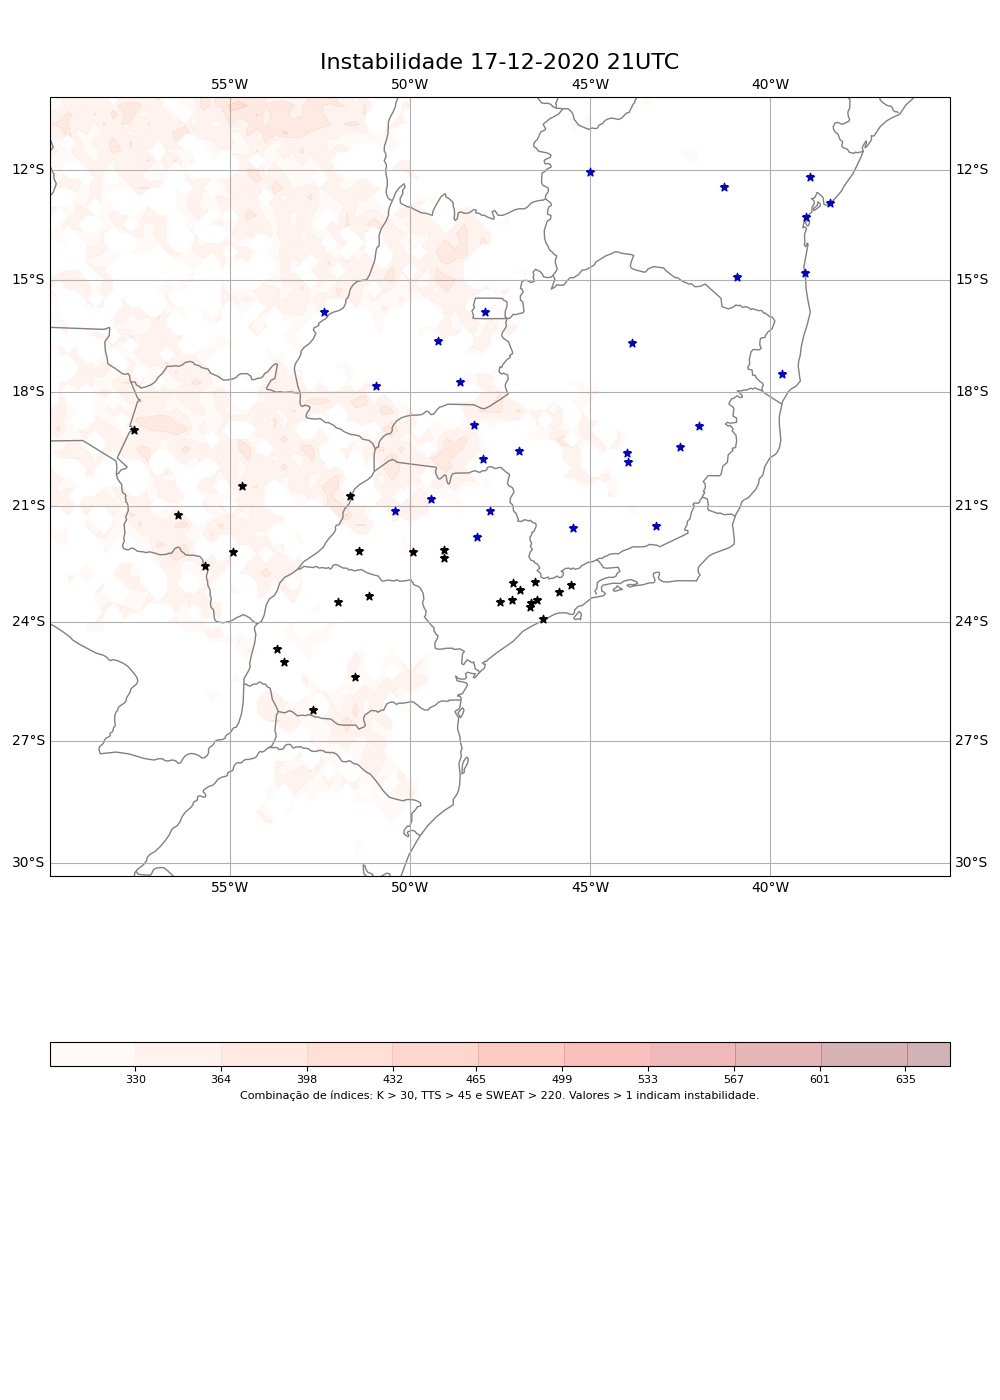 Instabilidade 17-12-2020 21UTC
55°W 50°W 45°W 40°W
12°S 12°S
15°S 15°S
18°S 18°S
21°S 21°S
24°S 24°S
27°S 27°S
30°S 30°S
55°W 50°W 45°W 40°W
330 364 398 432 465 499 533 567 601 635
Combinação de índices: K > 30, TTS > 45 e SWEAT > 220. Valores > 1 indicam instabilidade.